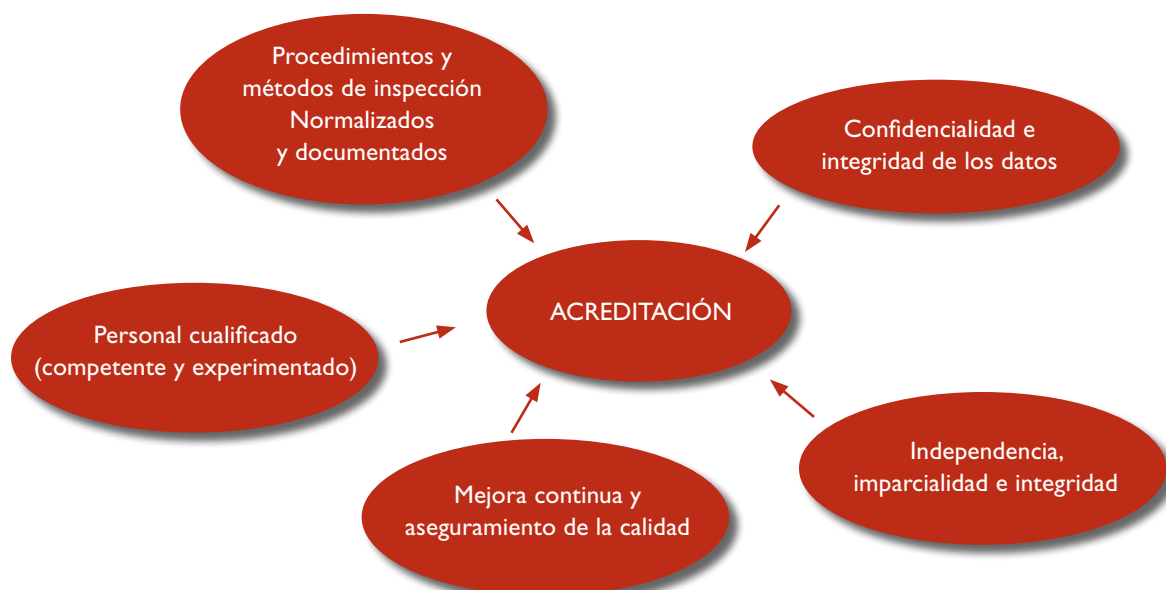 Procedimientos y
métodos de inspección
Normalizados
y documentados
Confidencialidad e
integridad de los datos
ACREDITACIÓN
Personal cualificado
(competente y experimentado)
Independencia,
imparcialidad e integridad
Mejora continua y
aseguramiento de la calidad